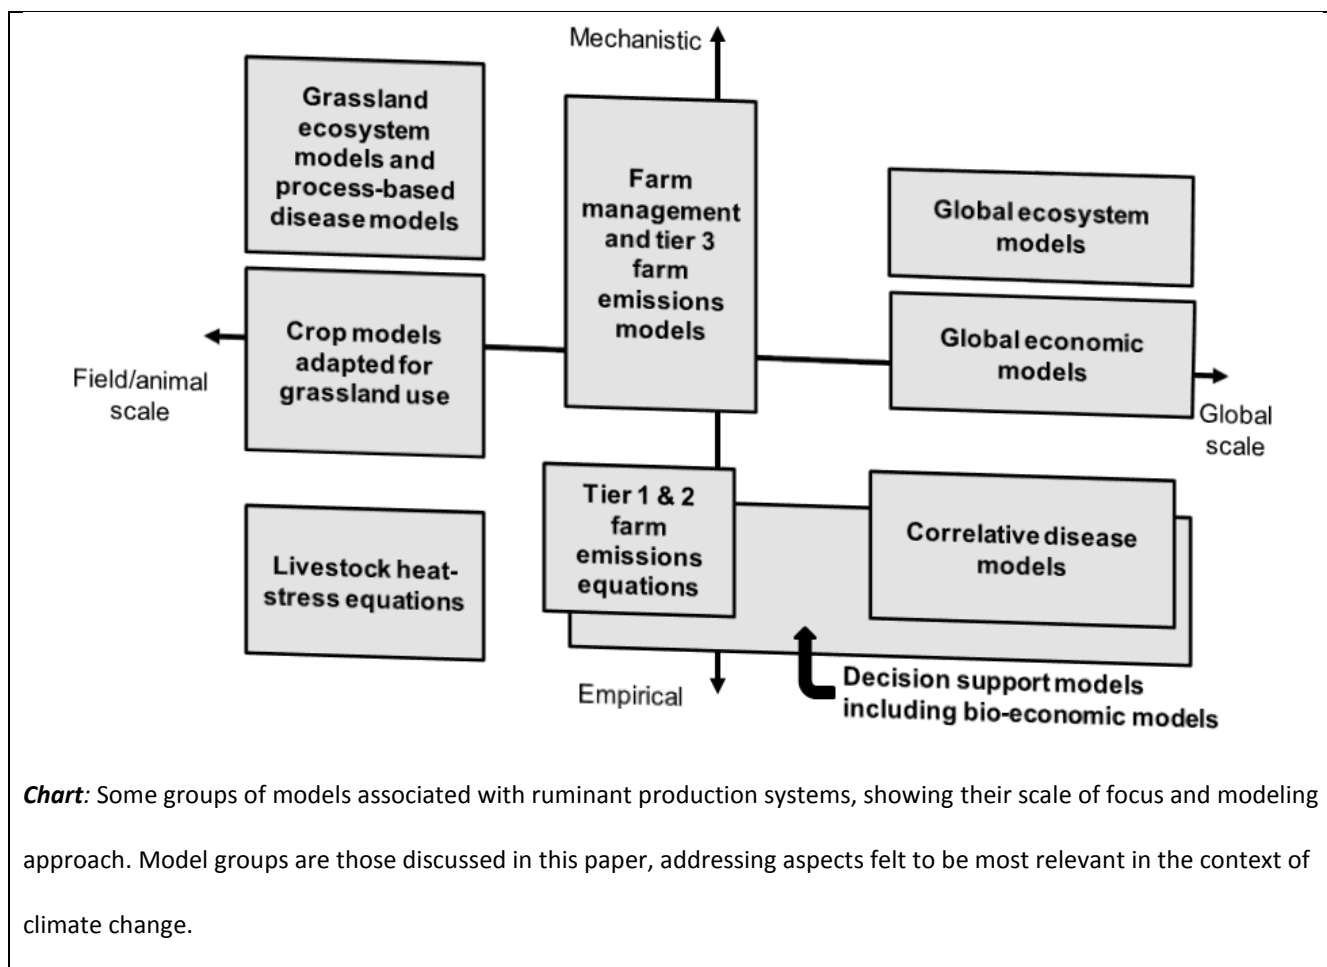 Mechanistic
Grassland
ecosystem
models and
process-based
disease models
Farm
management
and tier 3
farm
emissions
models
Global ecosystem
models
Crop models
adapted for
grassland use
Global economic
models
Field/animal
scale
Global
scale
Livestock heat-
stress equations
Tier 1 & 2
farm
emissions
equations
Correlative disease
models
Empirical
Decision support models
including bio-economic models
Chart: Some groups of models associated with ruminant production systems, showing their scale of focus and modeling
approach. Model groups are those discussed in this paper, addressing aspects felt to be most relevant in the context of
climate change.